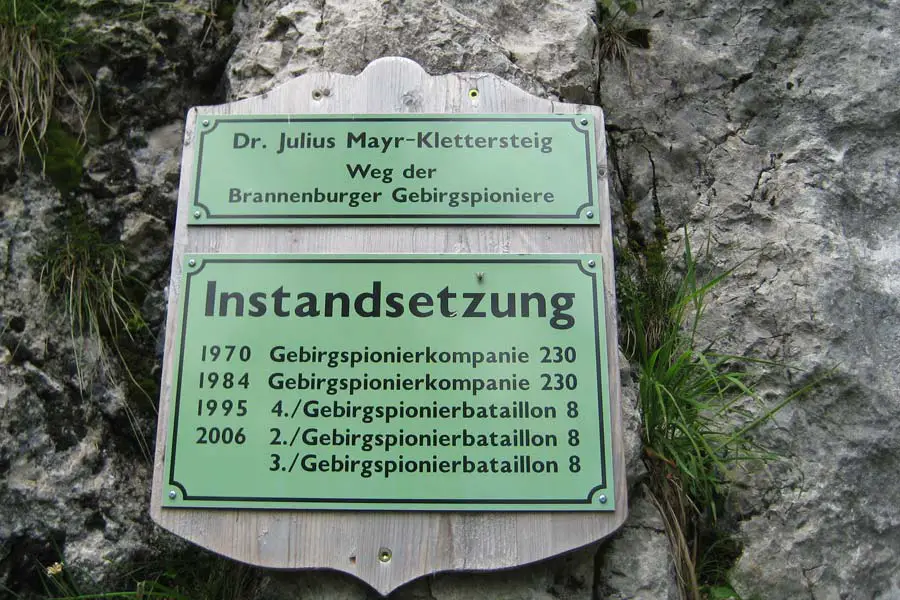 Dr. Julius Mayr-Klettersteig
Weg der
Brannenburger Gebirgspioniere
Instandsetzung
1970 Gebirgspionierkompanie 230
1984 Gebirgspionierkompanie 230
1995 4./Gebirgspionierbataillon 8
2006 2./Gebirgspionierbataillon 8
3./Gebirgspionierbataillon 8